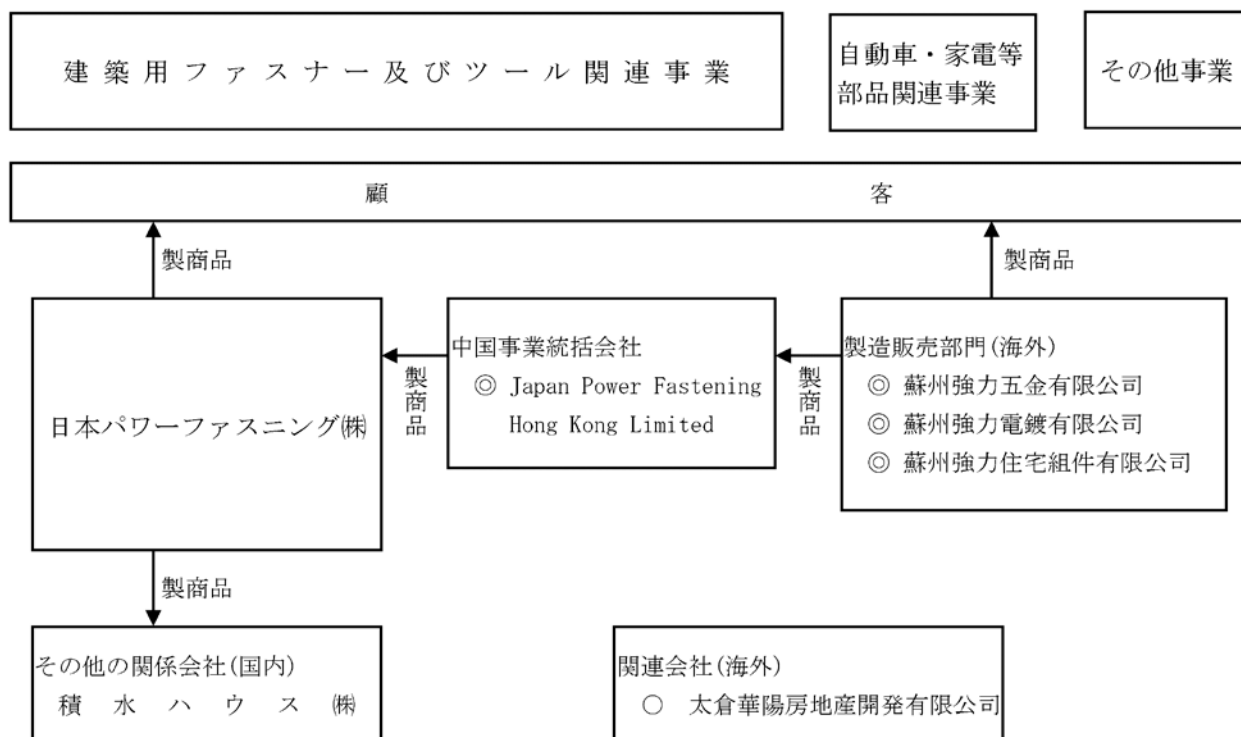 建築用ファスナー及びツール関連事業
自動車・家電等
部品関連事業
その他事業
顧客
製商品
製商品
日本パワーファスニング㈱
製商品
中国事業統括会社
◎ Japan Power Fastening
Hong Kong Limited
製商品
製造販売部門(海外)
◎ 蘇州強力五金有限公司
◎ 蘇州強力電鍍有限公司
◎ 蘇州強力住宅組件有限公司
製商品
その他の関係会社(国内)
積水ハウス㈱
関連会社(海外)
○ 太倉華陽房地産開発有限公司